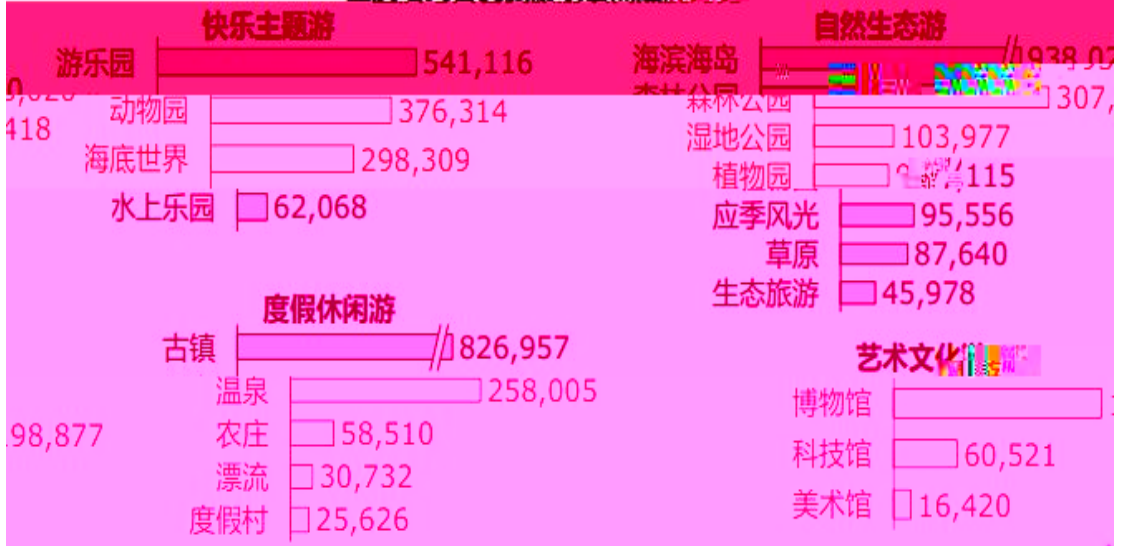 快乐主题游
游乐园 541,116
动物园 376,314
418
海底世界 298,309
水上乐园 62,068
自然生态游
海滨海岛
森林公园 307,
湿地公园 103,977
植物园 115
应季风光 95,556
草原 87,640
生态旅游 45,978
度假休闲游
古镇 826,957
温泉 258,005
98,877
农庄 58,510
漂流 30,732
度假村 25,626
艺术文化
博物馆
科技馆 60,521
美术馆 16,420